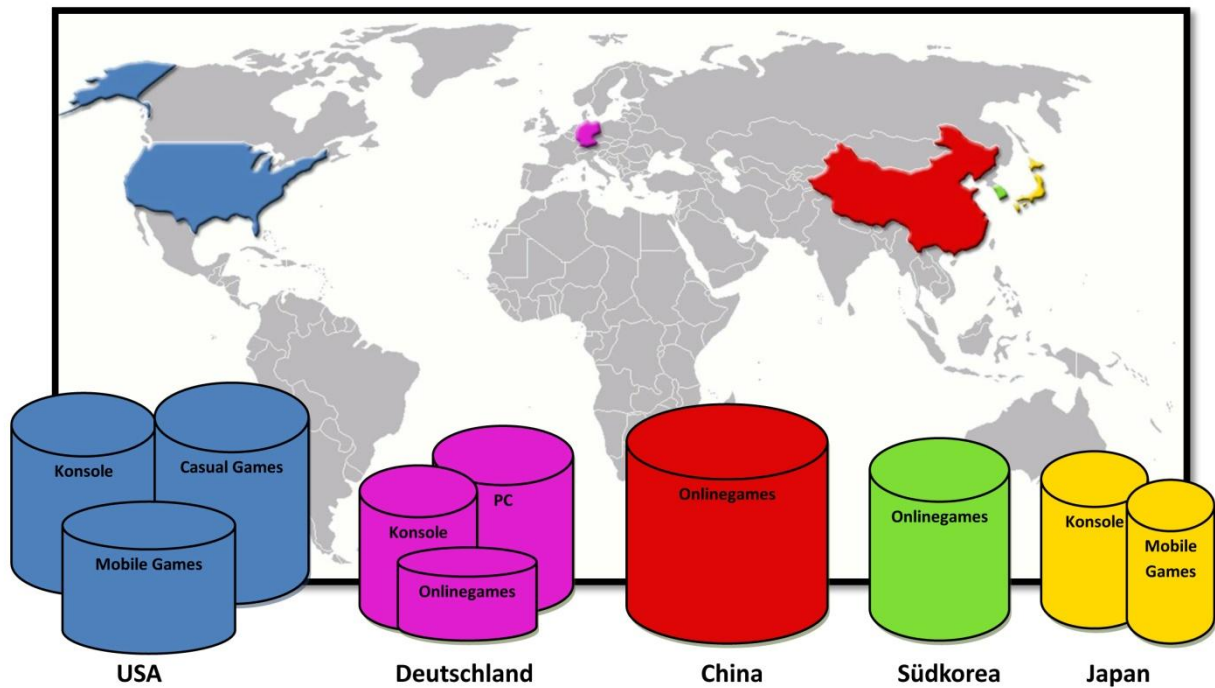 Konsole
Casual Games
Mobile Games
PC
Konsole
Onlinegames
Onlinegames
Onlinegames
Konsole
Mobile
Games
USA
Deutschland
China
Südkorea
Japan